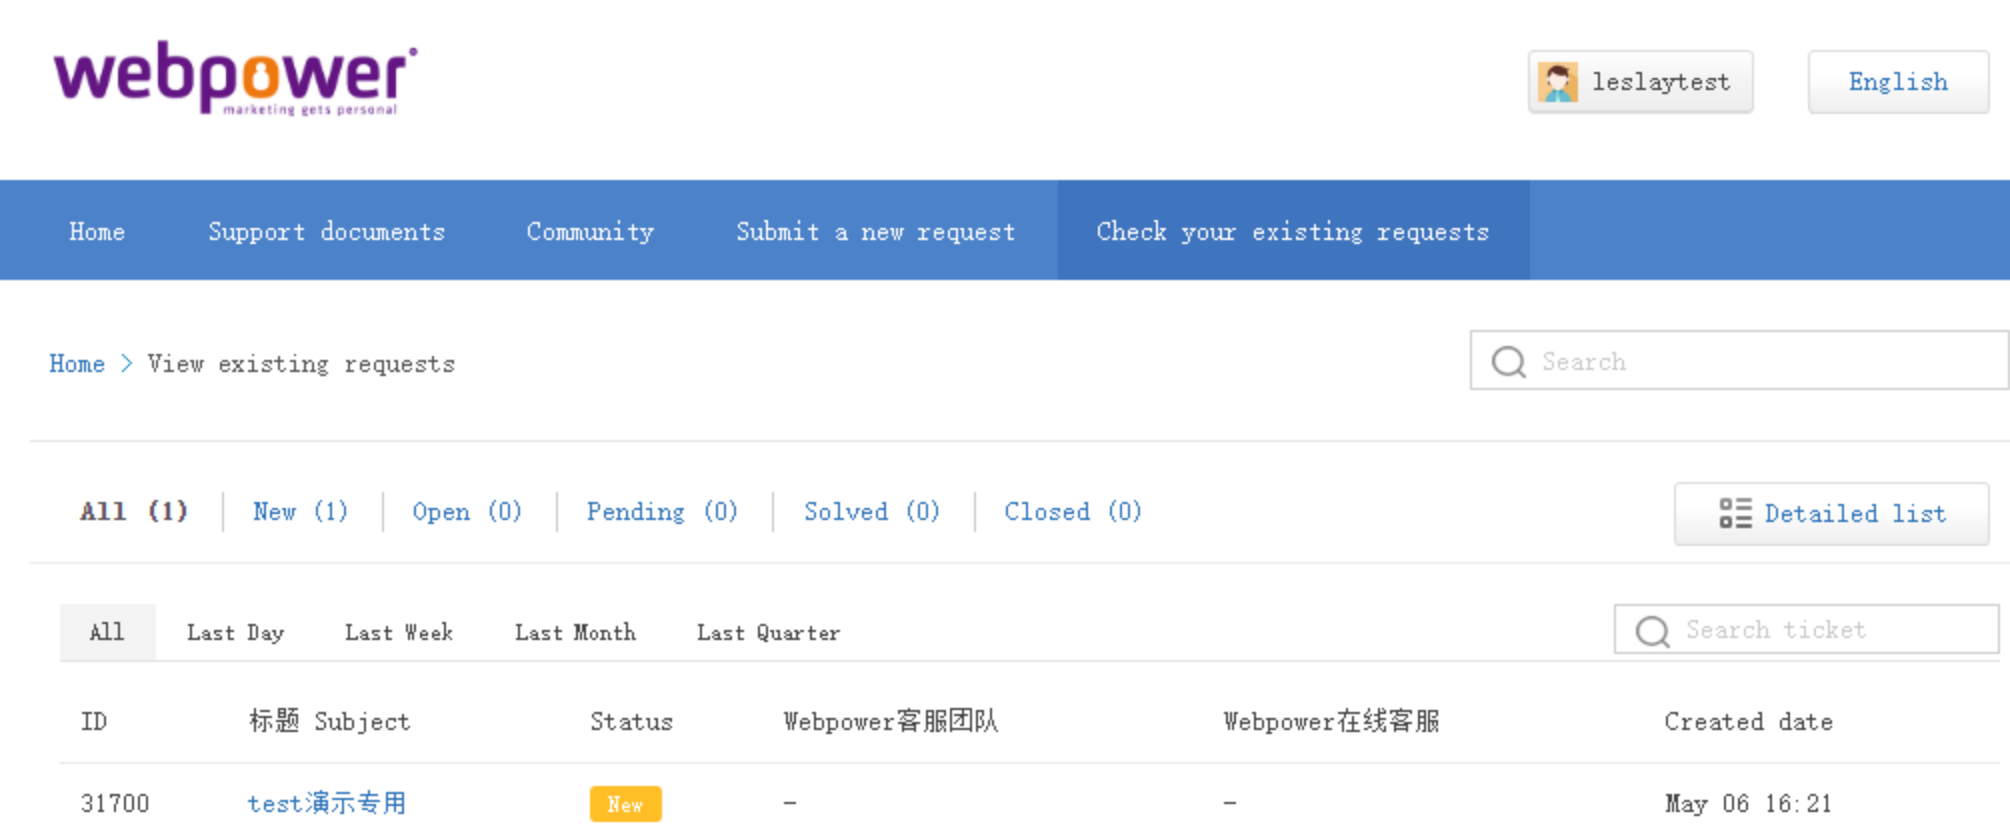 webpower
marketing gets personal
leslaytest English
Home Support documents Community Submit a new request Check your existing requests
Home > View existing requests Search
All (1) New (1) Open (0) Pending (0) Solved (0) Closed (0) Detailed list
All Last Day Last Week Last Month Last Quarter Search ticket
ID 标题 Subject Status Webpower客服团队 Webpower在线客服 Created date
31700 test演示专用 New - - May 06 16:21